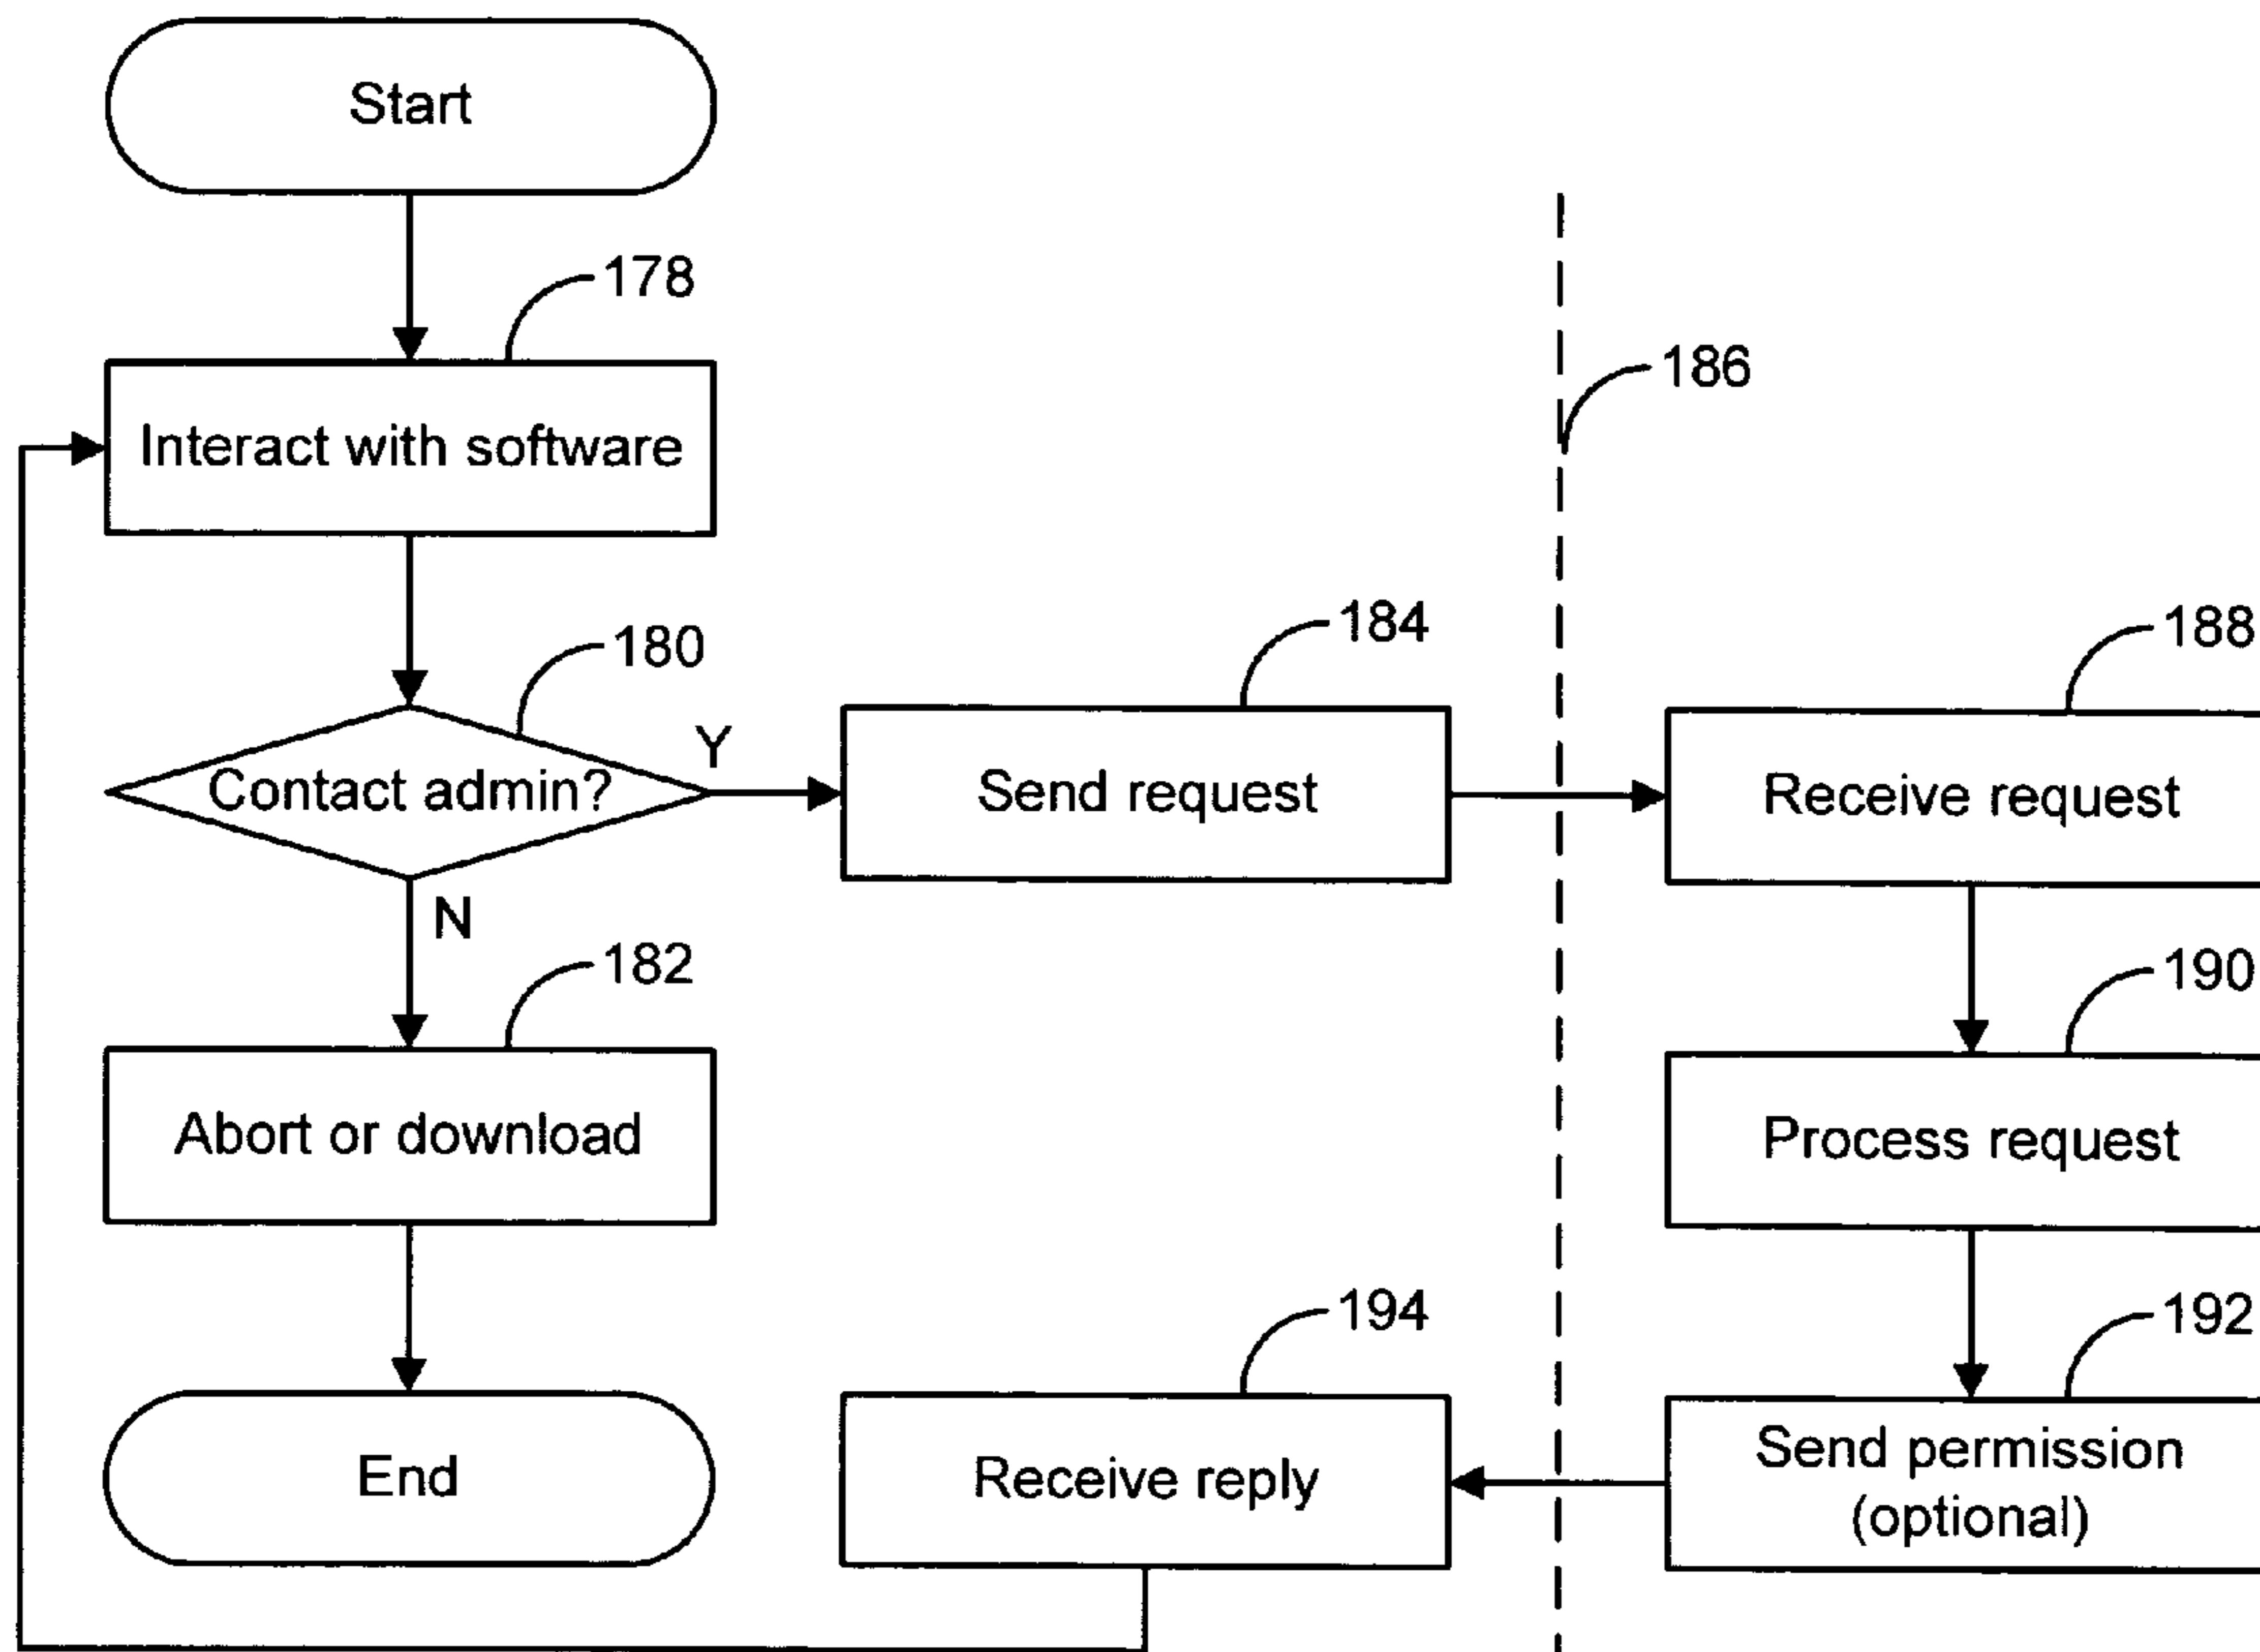 Start
178
Interact with software
186
180
184
188
Contact admin?
Y
Send request
Receive request
N
182
190
Abort or download
Process request
194
192
End
Receive reply
Send permission
(optional)